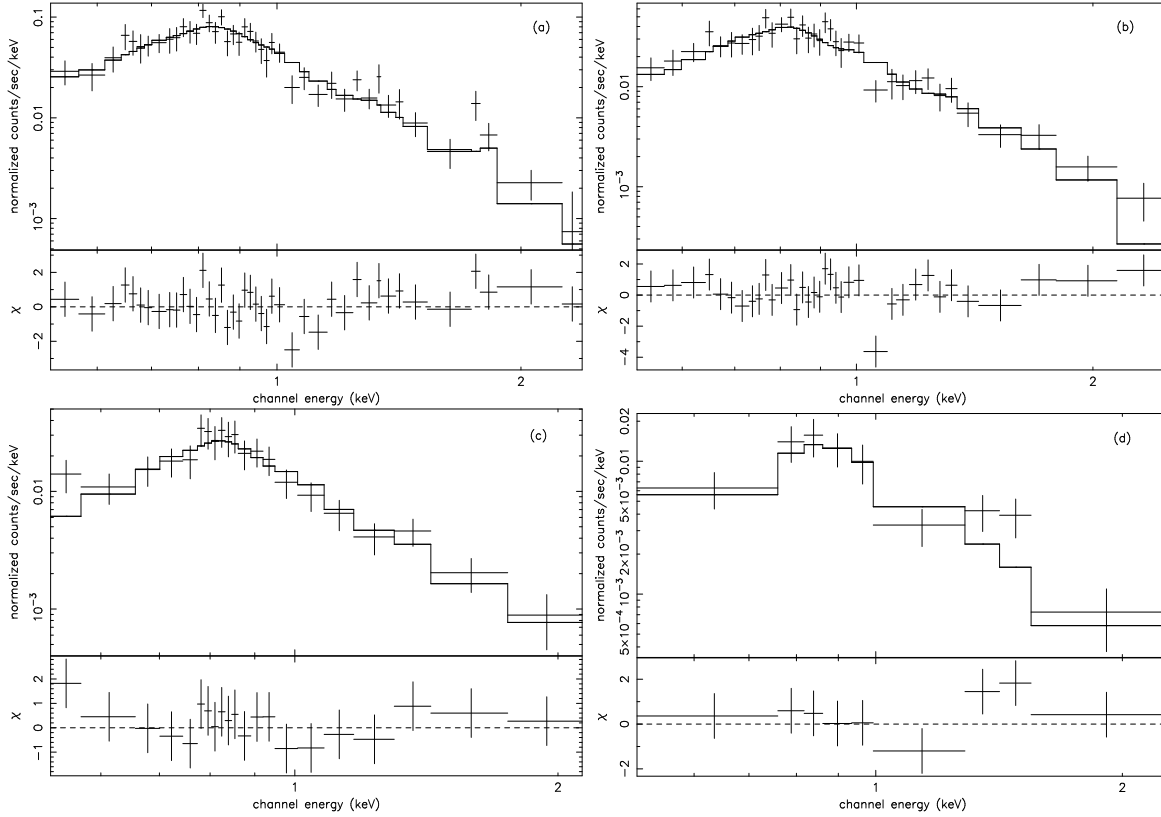 (a)
normalized counts/sec/keV
0.1
0.01
10⁻³
χ
2
0
−2
1
2
channel energy (keV)
(b)
normalized counts/sec/keV
0.01
10⁻³
χ
2
0
−2
−4
1
2
channel energy (keV)
(c)
normalized counts/sec/keV
0.01
10⁻³
χ
2
1
0
−1
1
2
channel energy (keV)
(d)
normalized counts/sec/keV
0.02
0.01
5×10⁻³
2×10⁻³
10⁻³
5×10⁻⁴
χ
2
0
−2
1
2
channel energy (keV)